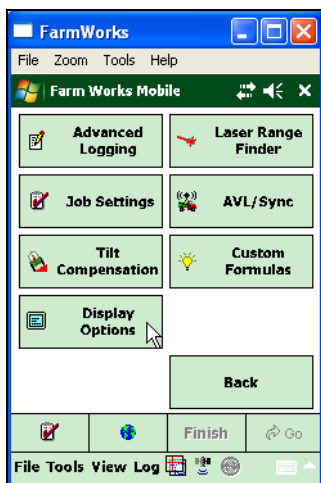 FarmWorks
File Zoom Tools Help
Farm Works Mobile
Advanced
Logging
Laser Range
Finder
Job Settings
AVL/Sync
Tilt
Compensation
Custom
Formulas
Display
Options
Back
Finish
Go
File Tools View Log